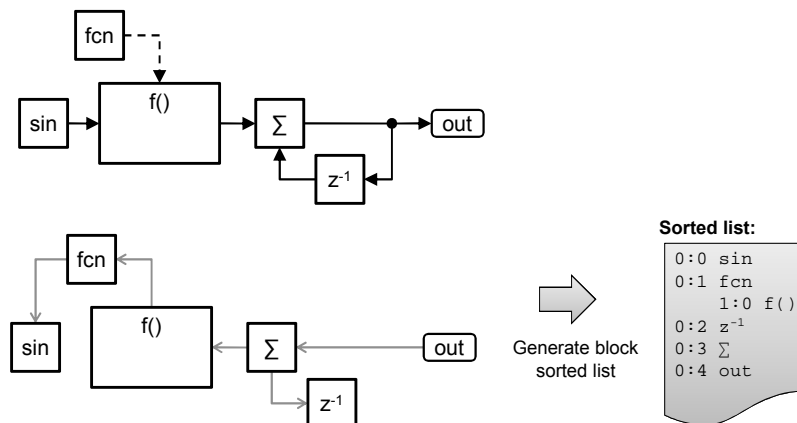 fcn
f()
sin
Σ
out
z⁻¹
fcn
f()
sin
Σ
out
z⁻¹
Generate block
sorted list
Sorted list:
0:0 sin
0:1 fcn
1:0 f()
0:2 z⁻¹
0:3 Σ
0:4 out